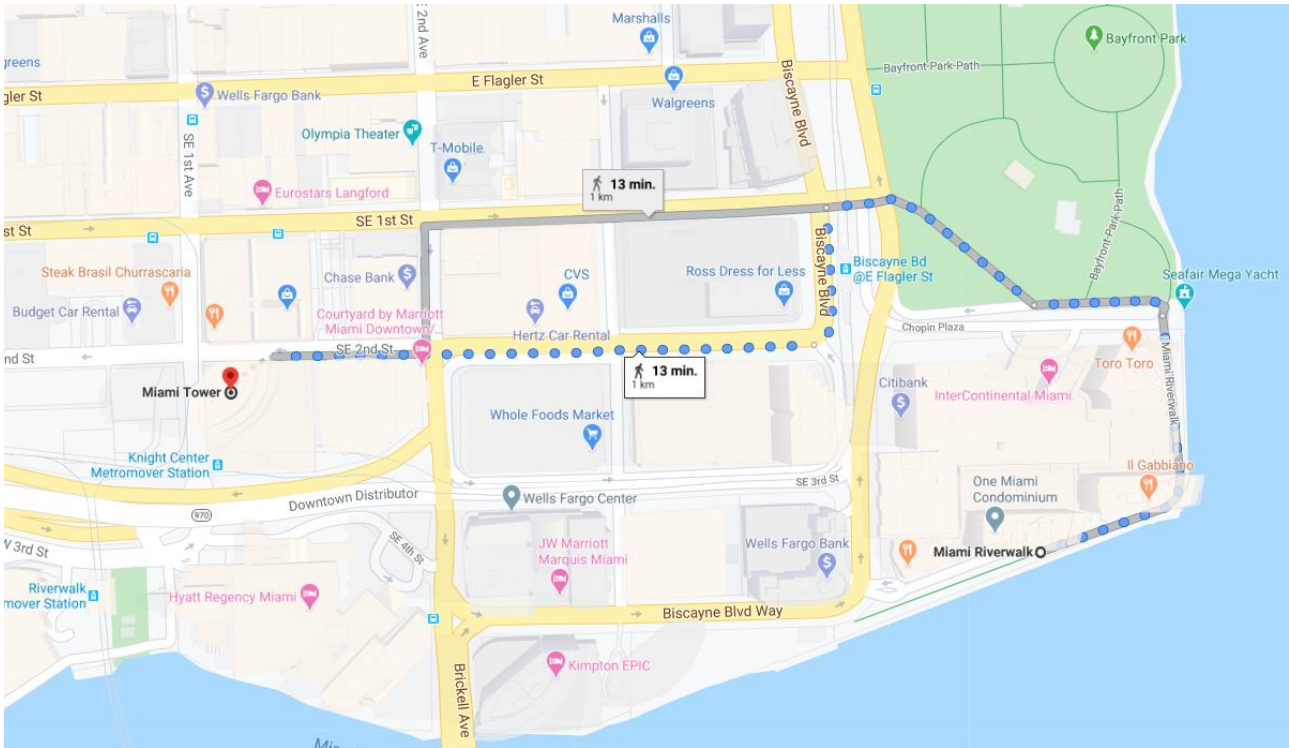 E 2nd Ave
Marshalls
Bayfront Park
greens
Bayfront Park Path
E Flagler St
gler St
Wells Fargo Bank
Walgreens
Biscayne Blvd
Olympia Theater
SE 1st Ave
T-Mobile
13 min.
1 km
Eurostars Langford
Bayfront Park Path
SE 1st St
st St
Biscayne Blvd
Steak Brasil Churrascaria
Chase Bank
CVS
Ross Dress for Less
Biscayne Bd
@E Flagler St
Seafair Mega Yacht
Budget Car Rental
Courtyard by Marriott
Miami Downtown/...
Hertz Car Rental
Chopin Plaza
nd St
SE 2nd St
Miami Riverwalk
Toro Toro
13 min.
1 km
Miami Tower
Citibank
InterContinental Miami
Whole Foods Market
Knight Center
Metromover Station
Il Gabbiano
SE 3rd St
One Miami
Condominium
Downtown Distributor
Wells Fargo Center
970
W 3rd St
SE 4th St
JW Marriott
Marquis Miami
Wells Fargo Bank
Miami Riverwalk
Riverwalk
mover Station
Hyatt Regency Miami
Biscayne Blvd Way
Kimpton EPIC
Brickell Ave